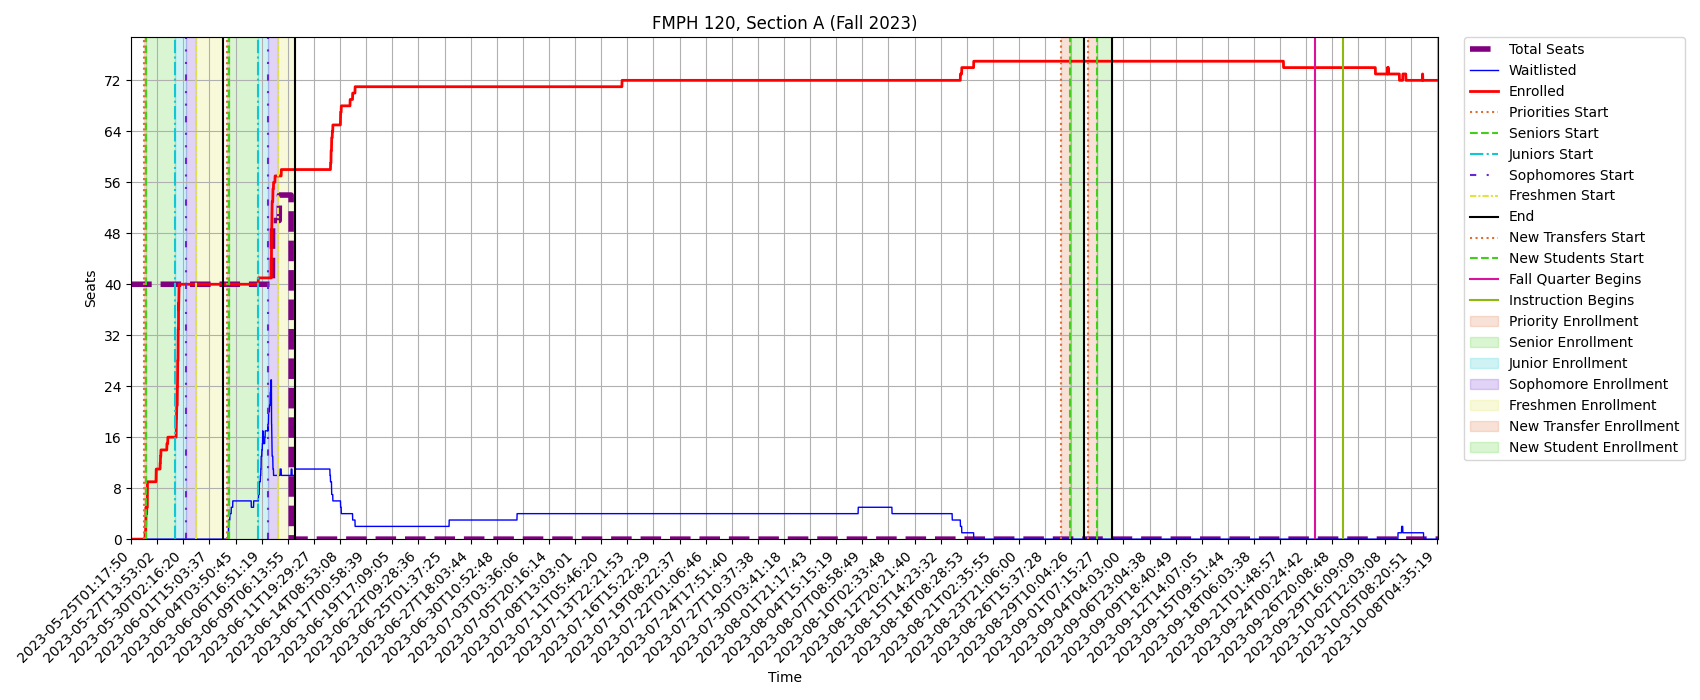 FMPH 120, Section A (Fall 2023)
Seats
72
64
56
48
40
32
24
16
8
0
2023-05-25T01:17:50
2023-05-27T13:53:02
2023-05-30T02:16:20
2023-06-01T15:03:37
2023-06-04T03:50:45
2023-06-06T16:51:19
2023-06-09T06:13:55
2023-06-11T19:29:27
2023-06-14T08:53:08
2023-06-17T00:58:39
2023-06-19T17:09:05
2023-06-22T09:28:36
2023-06-25T01:37:25
2023-06-27T18:03:44
2023-06-30T10:52:48
2023-07-03T03:36:06
2023-07-05T20:16:14
2023-07-08T13:03:01
2023-07-11T05:46:20
2023-07-13T22:21:53
2023-07-16T15:22:29
2023-07-19T08:22:37
2023-07-22T01:06:46
2023-07-24T17:51:40
2023-07-27T10:37:38
2023-07-30T03:41:18
2023-08-01T21:17:43
2023-08-04T15:15:19
2023-08-07T08:58:49
2023-08-10T02:33:48
2023-08-12T20:21:40
2023-08-15T14:23:32
2023-08-18T08:28:53
2023-08-21T02:35:55
2023-08-23T21:06:00
2023-08-26T15:37:28
2023-08-29T10:04:26
2023-09-01T07:15:27
2023-09-04T04:03:00
2023-09-06T23:04:38
2023-09-09T18:40:49
2023-09-12T14:07:05
2023-09-15T09:51:44
2023-09-18T06:03:38
2023-09-21T01:48:57
2023-09-24T00:24:42
2023-09-26T20:08:48
2023-09-29T16:09:09
2023-10-02T12:03:08
2023-10-05T08:20:51
2023-10-08T04:35:19
Time
Total Seats
Waitlisted
Enrolled
Priorities Start
Seniors Start
Juniors Start
Sophomores Start
Freshmen Start
End
New Transfers Start
New Students Start
Fall Quarter Begins
Instruction Begins
Priority Enrollment
Senior Enrollment
Junior Enrollment
Sophomore Enrollment
Freshmen Enrollment
New Transfer Enrollment
New Student Enrollment